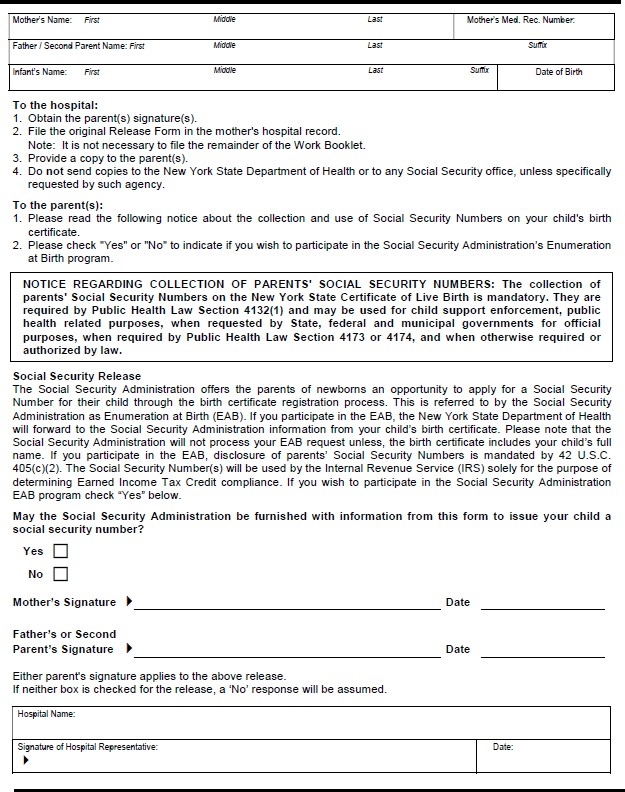 Mother's Name: First Middle Last Mother's Med. Rec. Number:
Father / Second Parent Name: First Middle Last Suffix
Infant's Name: First Middle Last Suffix Date of Birth
To the hospital:
1. Obtain the parent(s) signature(s).
2. File the original Release Form in the mother's hospital record.
Note: It is not necessary to file the remainder of the Work Booklet.
3. Provide a copy to the parent(s).
4. Do not send copies to the New York State Department of Health or to any Social Security office, unless specifically
requested by such agency.
To the parent(s):
1. Please read the following notice about the collection and use of Social Security Numbers on your child's birth
certificate.
2. Please check "Yes" or "No" to indicate if you wish to participate in the Social Security Administration's Enumeration
at Birth program.
NOTICE REGARDING COLLECTION OF PARENTS' SOCIAL SECURITY NUMBERS: The collection of
parents' Social Security Numbers on the New York State Certificate of Live Birth is mandatory. They are
required by Public Health Law Section 4132(1) and may be used for child support enforcement, public
health related purposes, when requested by State, federal and municipal governments for official
purposes, when required by Public Health Law Section 4173 or 4174, and when otherwise required or
authorized by law.
Social Security Release
The Social Security Administration offers the parents of newborns an opportunity to apply for a Social Security
Number for their child through the birth certificate registration process. This is referred to by the Social Security
Administration as Enumeration at Birth (EAB). If you participate in the EAB, the New York State Department of Health
will forward to the Social Security Administration information from your child's birth certificate. Please note that the
Social Security Administration will not process your EAB request unless, the birth certificate includes your child's full
name. If you participate in the EAB, disclosure of parents' Social Security Numbers is mandated by 42 U.S.C.
405(c)(2). The Social Security Number(s) will be used by the Internal Revenue Service (IRS) solely for the purpose of
determining Earned Income Tax Credit compliance. If you wish to participate in the Social Security Administration
EAB program check “Yes” below.
May the Social Security Administration be furnished with information from this form to issue your child a
social security number?
Yes
No
Mother's Signature Date
Father's or Second
Parent's Signature Date
Either parent's signature applies to the above release.
If neither box is checked for the release, a 'No' response will be assumed.
Hospital Name:
Signature of Hospital Representative: Date: